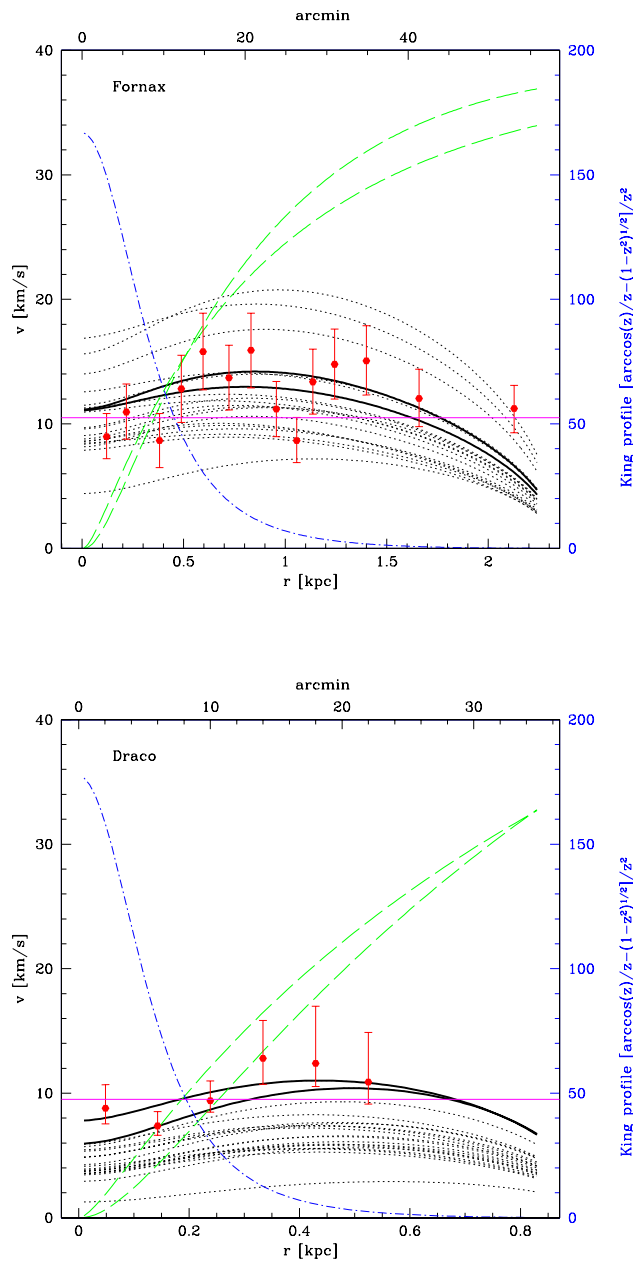 arcmin
0 20 40
40 200
Fornax
30 150
20 100
10 50
0 0
0 0.5 1 1.5 2
r [kpc]
v [km/s]
King profile [arccos(z)/z−(1−z²)¹/²]/z²
arcmin
0 10 20 30
40 200
Draco
30 150
20 100
10 50
0 0
0 0.2 0.4 0.6 0.8
r [kpc]
v [km/s]
King profile [arccos(z)/z−(1−z²)¹/²]/z²